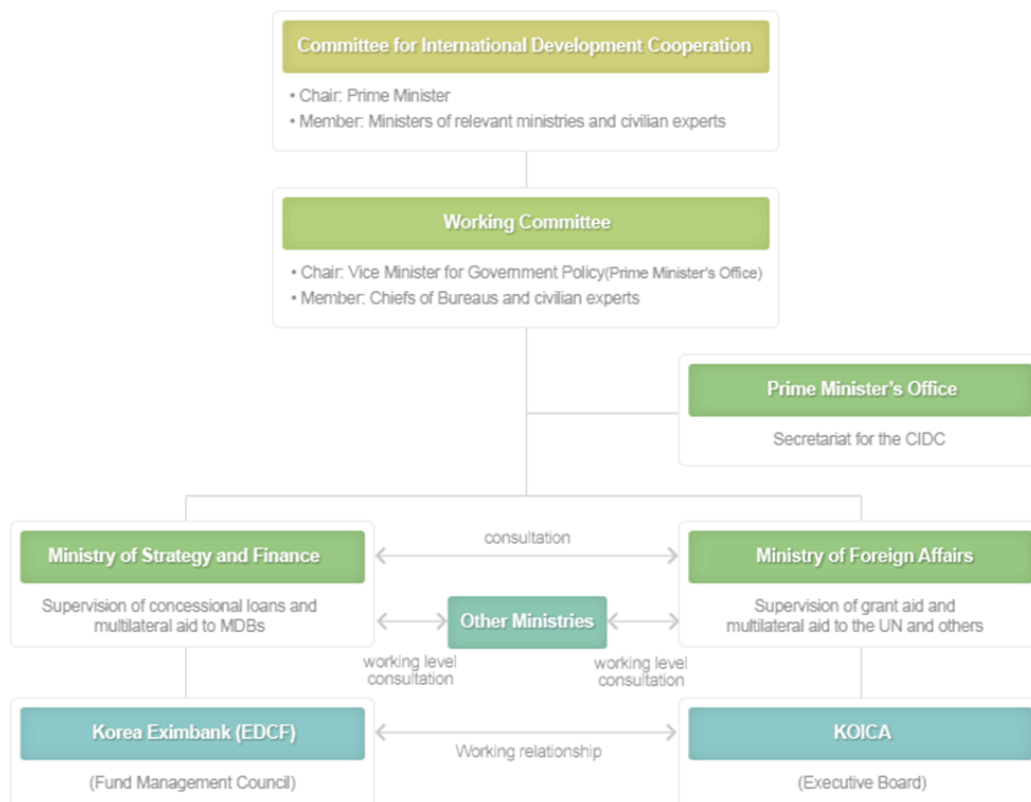 Committee for International Development Cooperation
• Chair: Prime Minister
• Member: Ministers of relevant ministries and civilian experts
Working Committee
• Chair: Vice Minister for Government Policy(Prime Minister's Office)
• Member: Chiefs of Bureaus and civilian experts
Prime Minister's Office
Secretariat for the CIDC
Ministry of Strategy and Finance
Supervision of concessional loans and
multilateral aid to MDBs
consultation
Ministry of Foreign Affairs
Supervision of grant aid and
multilateral aid to the UN and others
Other Ministries
working level
consultation
working level
consultation
Korea Eximbank (EDCF)
(Fund Management Council)
Working relationship
KOICA
(Executive Board)